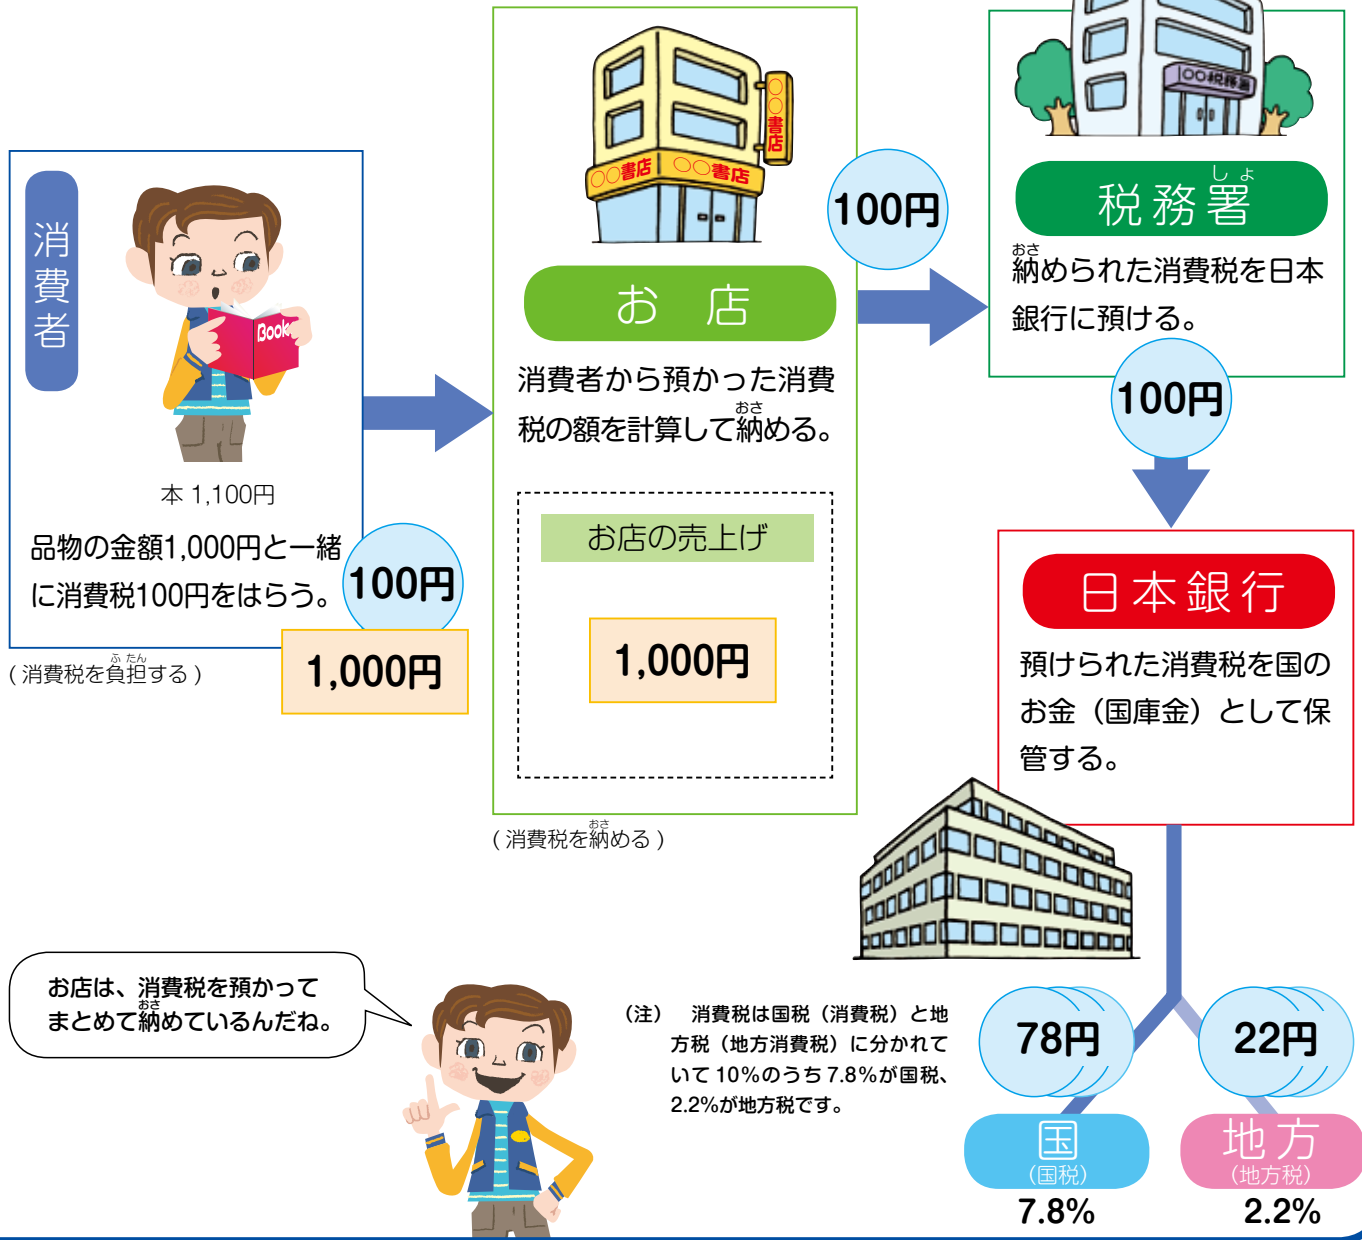 消費者
Book
本 1,100円
品物の金額1,000円と一緒
に消費税100円をはらう。
100円
1,000円
(消費税を負担する)
ふたん
〇〇書店
〇〇書店 〇〇書店
お店
消費者から預かった消費
税の額を計算して納める。
おさ
お店の売上げ
1,000円
(消費税を納める)
おさ
100円
〇〇税務署
税務署
しょ
納められた消費税を日本
おさ
銀行に預ける。
100円
日本銀行
預けられた消費税を国の
お金（国庫金）として保
管する。
お店は、消費税を預かって
まとめて納めているんだね。
おさ
（注）　消費税は国税（消費税）と地
方税（地方消費税）に分かれて
いて10％のうち7.8％が国税、
2.2％が地方税です。
78円
22円
国
(国税)
7.8%
地方
(地方税)
2.2%